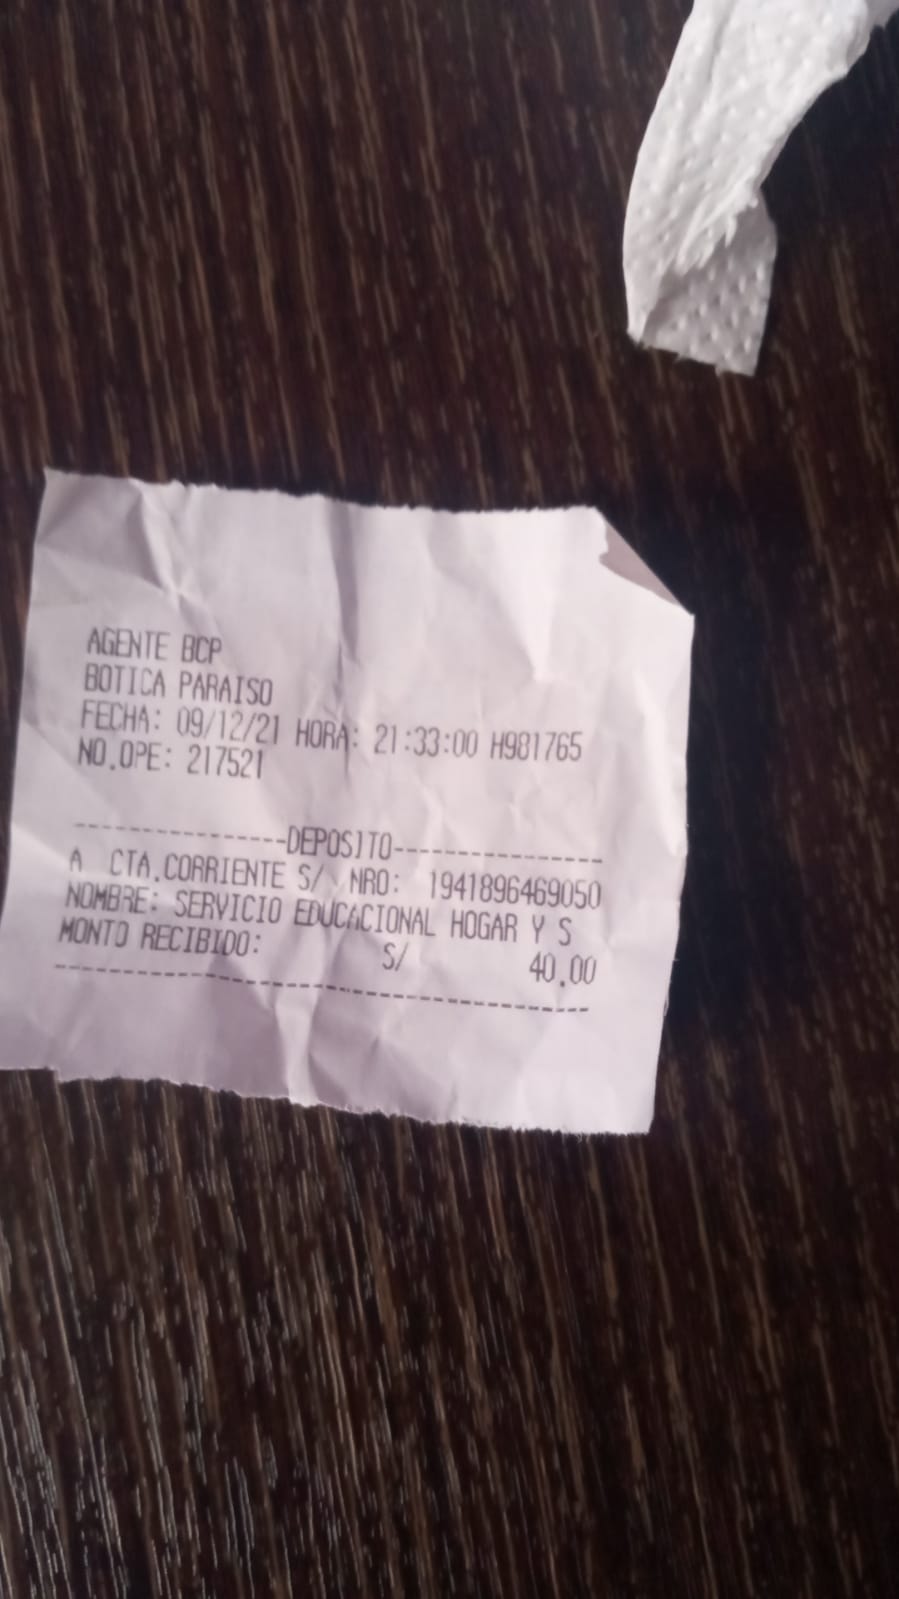 AGENTE BCP
BOTICA PARAISO
FECHA: 09/12/21 HORA: 21:33:00 H981765
NO.OPE: 217521
----------------DEPOSITO----------------
A CTA.CORRIENTE S/ NRO: 1941896469050
NOMBRE: SERVICIO EDUCACIONAL HOGAR Y S
MONTO RECIBIDO: S/ 40.00
----------------------------------------